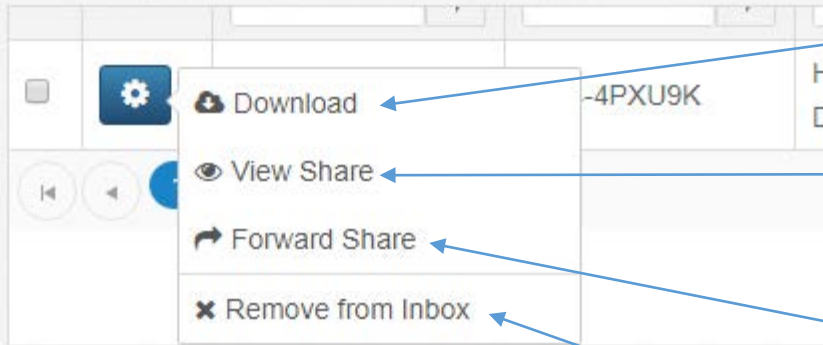 Download
-4PXU9K
View Share
Forward Share
Remove from Inbox